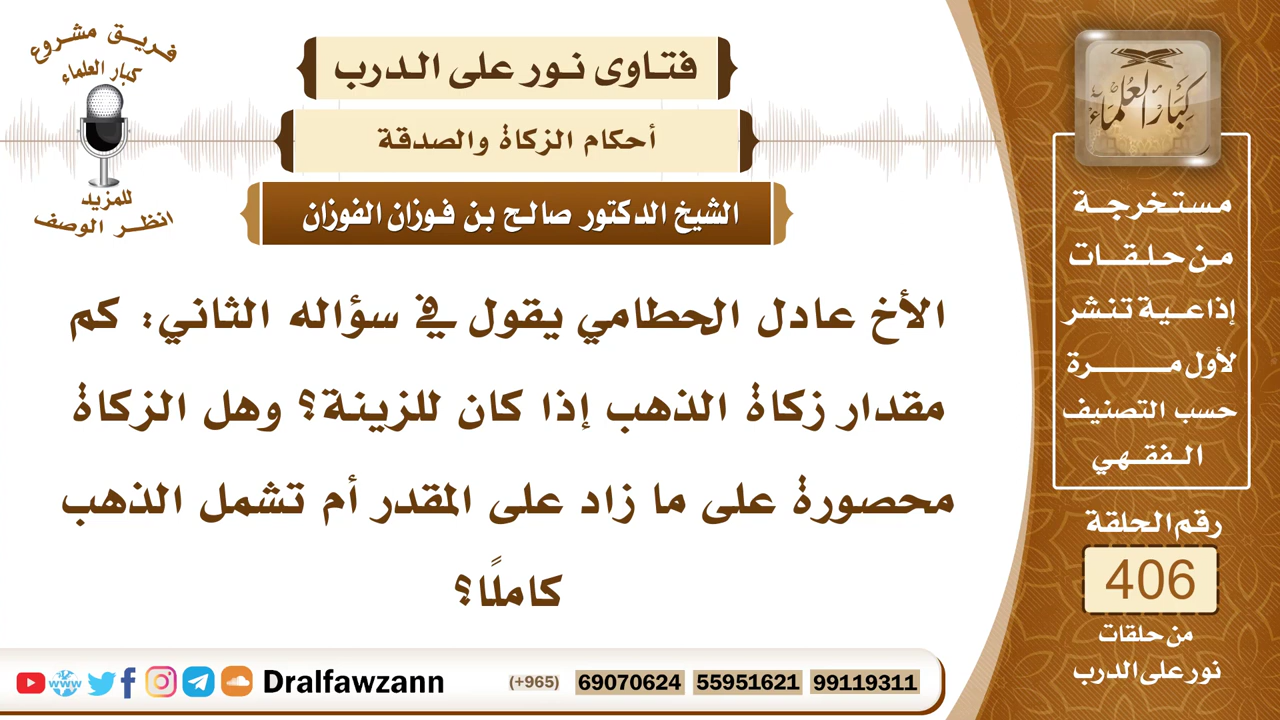 فريق مشروع
كبار العلماء
للمزيد
انظر الوصف
فتاوى نور على الدرب
أحكام الزكاة والصدقة
الشيخ الدكتور صالح بن فوزان الفوزان
الأخ عادل الحطامي يقول في سؤاله الثاني: كم
مقدار زكاة الذهب إذا كان للزينة؟ وهل الزكاة
محصورة على ما زاد على المقدر أم تشمل الذهب
كاملًا؟
كبار العلماء
مستخرجة
من حلقات
إذاعية تنشر
لأول مرة
حسب التصنيف
الفقهي
رقم الحلقة
406
من حلقات
نور على الدرب
www Dralfawzann (+965) 69070624 55951621 99119311